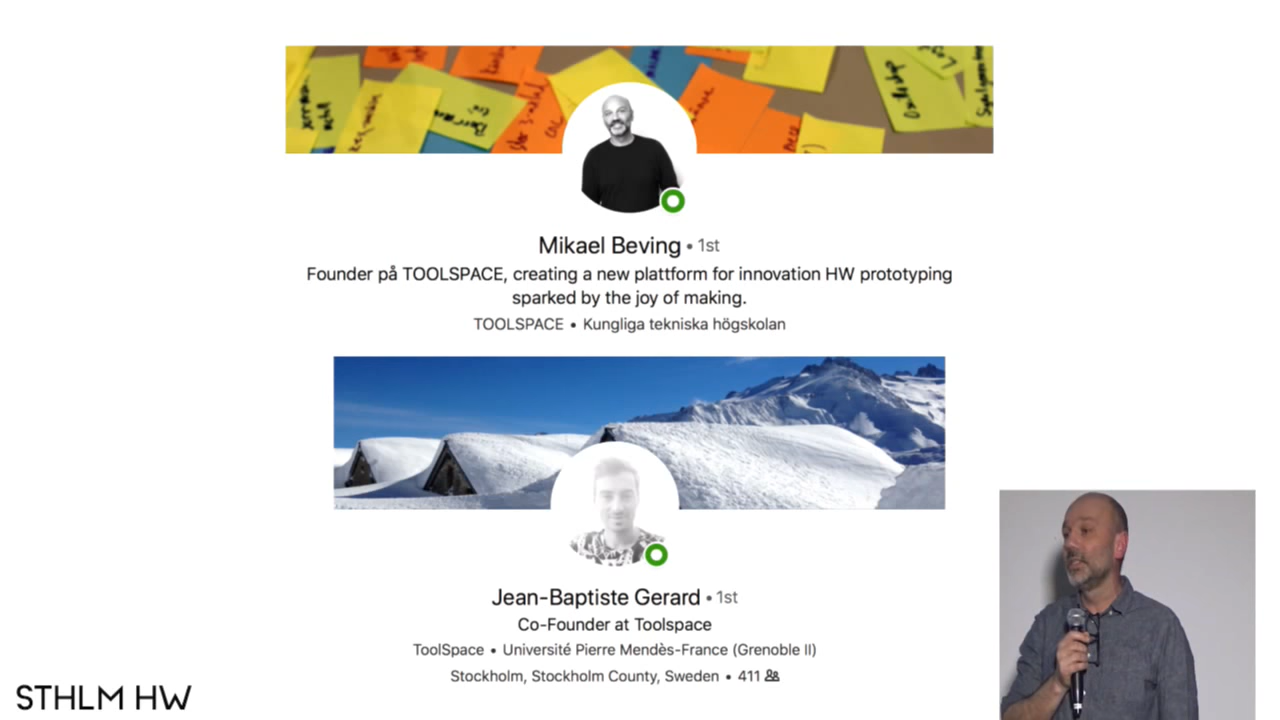 Mikael Beving • 1st
Founder på TOOLSPACE, creating a new plattform for innovation HW prototyping
sparked by the joy of making.
TOOLSPACE • Kungliga tekniska högskolan
Jean-Baptiste Gerard • 1st
Co-Founder at Toolspace
ToolSpace • Université Pierre Mendès-France (Grenoble II)
Stockholm, Stockholm County, Sweden • 411
STHLM HW